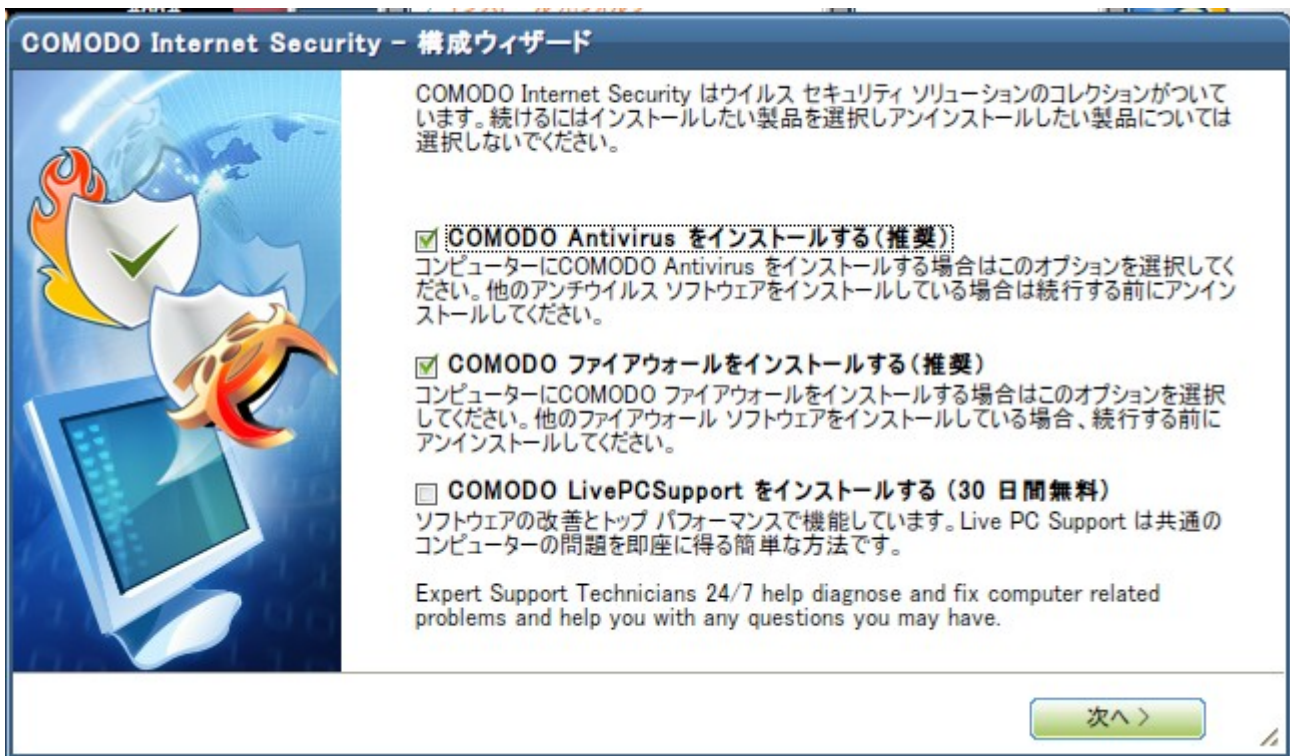 COMODO Internet Security - 構成ウィザード
COMODO Internet Security はウイルス セキュリティ ソリューションのコレクションがついて
います。続けるにはインストールしたい製品を選択しアンインストールしたい製品については
選択しないでください。
COMODO Antivirus をインストールする(推奨)
コンピューターにCOMODO Antivirus をインストールする場合はこのオプションを選択してく
ださい。他のアンチウイルス ソフトウェアをインストールしている場合は続行する前にアンイン
ストールしてください。
COMODO ファイアウォールをインストールする(推奨)
コンピューターにCOMODO ファイアウォールをインストールする場合はこのオプションを選択
してください。他のファイアウォール ソフトウェアをインストールしている場合、続行する前に
アンインストールしてください。
COMODO LivePCSupport をインストールする (30 日間無料)
ソフトウェアの改善とトップ パフォーマンスで機能しています。Live PC Support は共通の
コンピューターの問題を即座に得る簡単な方法です。
Expert Support Technicians 24/7 help diagnose and fix computer related
problems and help you with any questions you may have.
次へ >